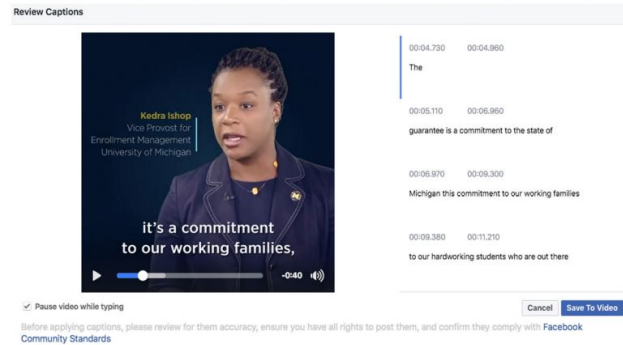 Review Captions
Kedra Ishop
Vice Provost for
Enrollment Management
University of Michigan
it's a commitment
to our working families,
-0:40
00:04.730 00:04.960
The
00:05.110 00:06.960
guarantee is a commitment to the state of
00:06.970 00:09.300
Michigan this commitment to our working families
00:09.380 00:11.210
to our hardworking students who are out there
Pause video while typing
Cancel Save To Video
Before applying captions, please review for them accuracy, ensure you have all rights to post them, and confirm they comply with Facebook
Community Standards